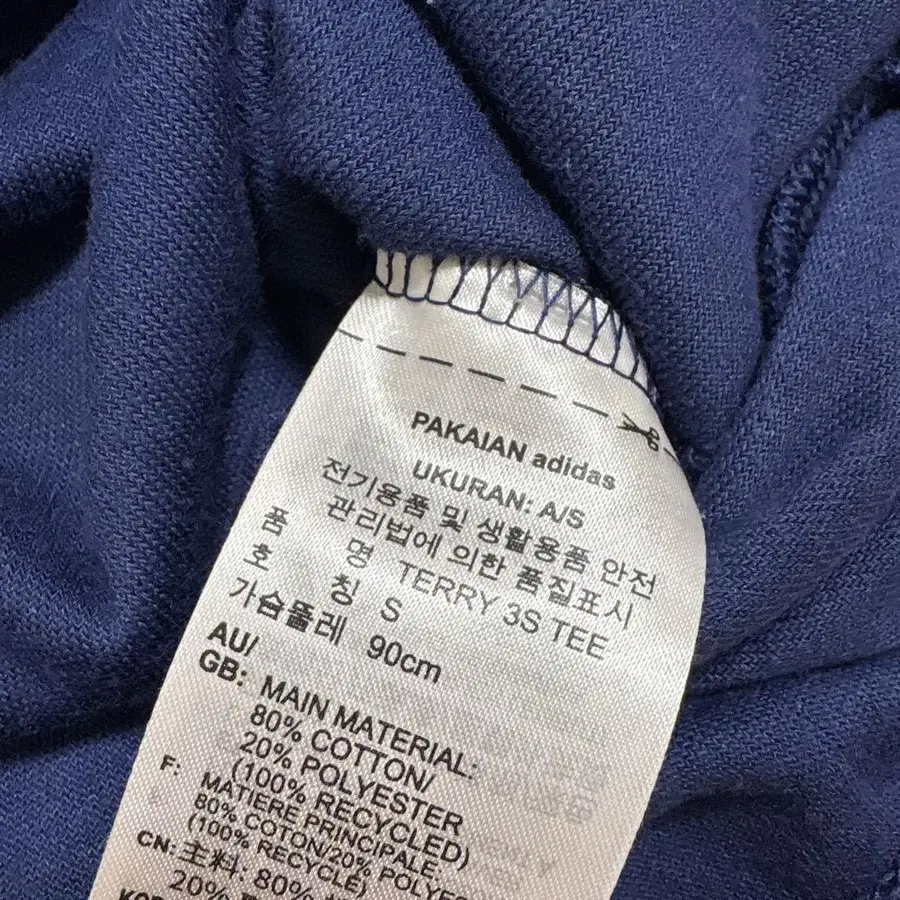 PAKAIAN adidas
UKURAN: A/S
전기용품 및 생활용품 안전
관리법에 의한 품질표시
품 명 TERRY 3S TEE
호 칭 S
가슴둘레 90cm
AU/
GB: MAIN MATERIAL:
80% COTTON/
20% POLYESTER
(100% RECYCLED)
F: MATIERE PRINCIPALE:
80% COTON/20% POLYESTER
(100% RECYCLE)
CN: 主料: 80%
20%